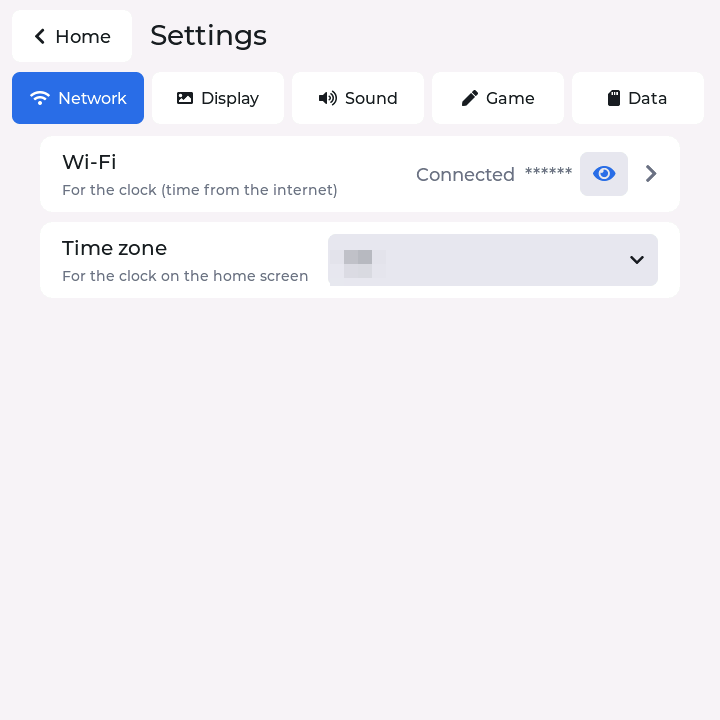 Home
Settings
Network
Display
Sound
Game
Data
Wi-Fi
For the clock (time from the internet)
Connected ******
Time zone
For the clock on the home screen